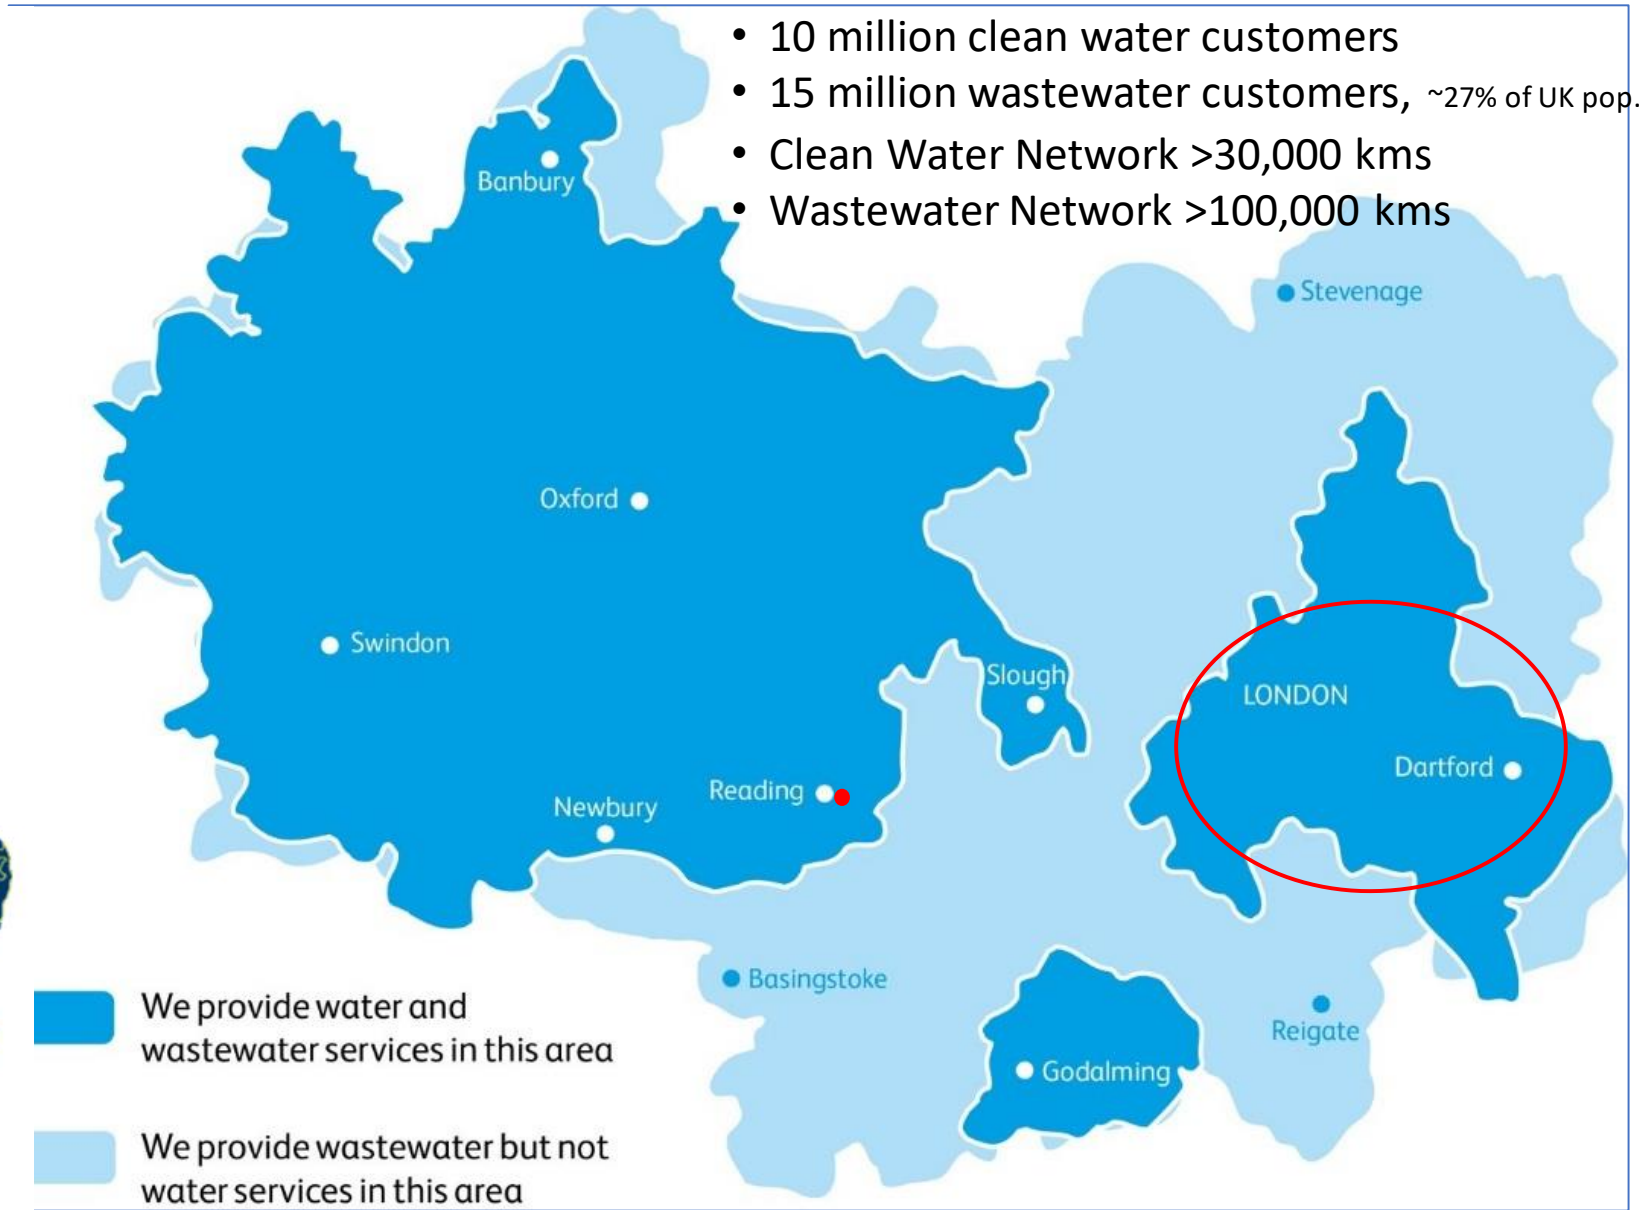 • 10 million clean water customers
• 15 million wastewater customers, ~27% of UK pop.
• Clean Water Network >30,000 kms
• Wastewater Network >100,000 kms
Banbury
Stevenage
Oxford
Swindon
Slough
LONDON
Dartford
Reading
Newbury
Basingstoke
Reigate
Godalming
We provide water and
wastewater services in this area
We provide wastewater but not
water services in this area